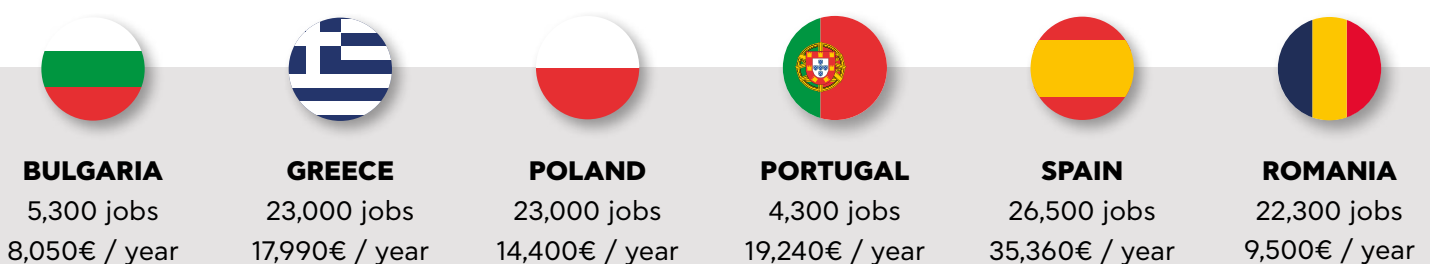 BULGARIA
5,300 jobs
8,050€ / year
GREECE
23,000 jobs
17,990€ / year
POLAND
23,000 jobs
14,400€ / year
PORTUGAL
4,300 jobs
19,240€ / year
SPAIN
26,500 jobs
35,360€ / year
ROMANIA
22,300 jobs
9,500€ / year